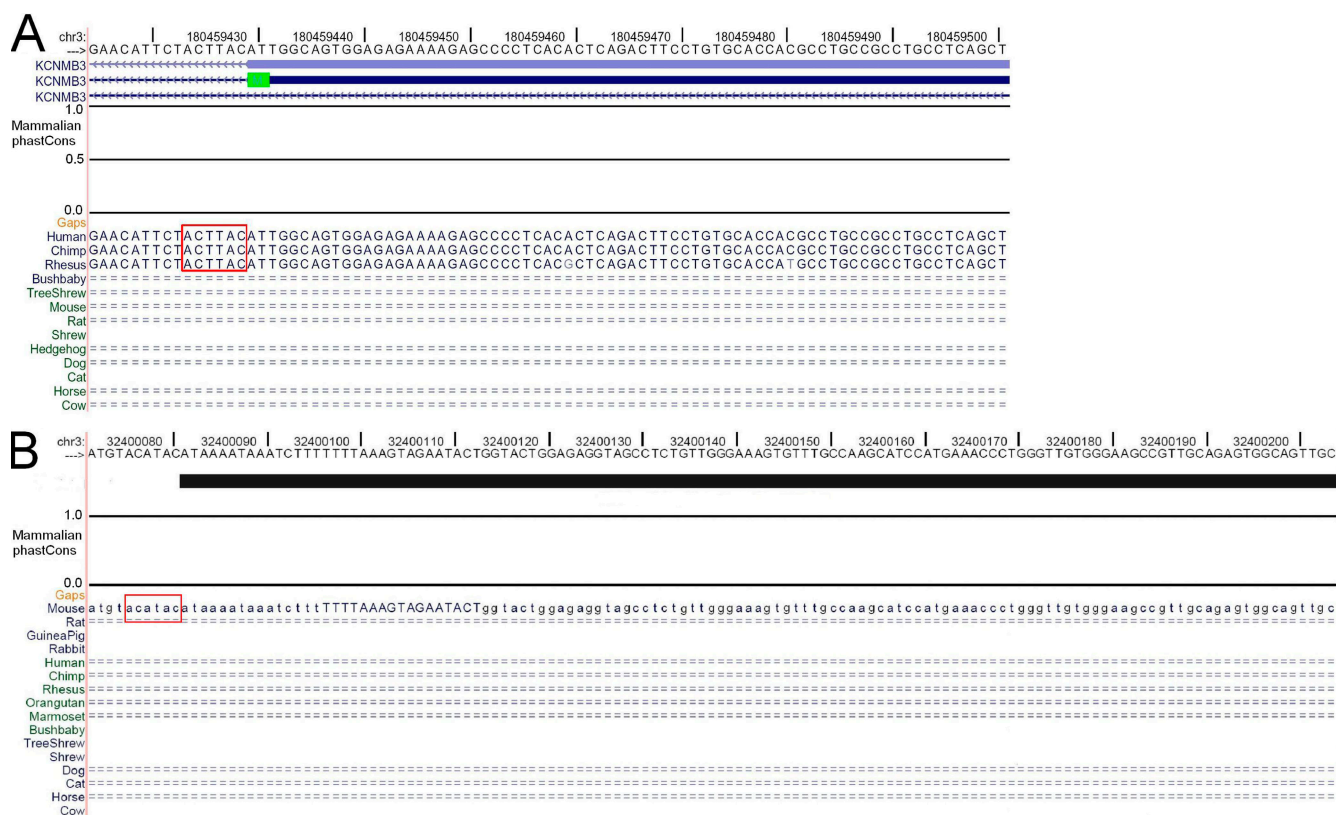 A
chr3: 180459430 180459440 180459450 180459460 180459470 180459480 180459490 180459500
---> GAACATTCTACTTACATTGGCAGTGGAGAGAAAAGAGCCCCTCACACTCAGACTTCCTGTGCACCACGCCTGCCGCCTGCCTCAGCT
KCNMB3
KCNMB3
KCNMB3
1.0
Mammalian
phastCons
0.5
0.0
Gaps
Human GAACATTCTACTTACATTGGCAGTGGAGAGAAAAGAGCCCCTCACACTCAGACTTCCTGTGCACCACGCCTGCCGCCTGCCTCAGCT
Chimp GAACATTCTACTTACATTGGCAGTGGAGAGAAAAGAGCCCCTCACACTCAGACTTCCTGTGCACCACGCCTGCCGCCTGCCTCAGCT
Rhesus GAACATTCTACTTACATTGGCAGTGGAGAGAAAAGAGCCCCTCACGCTCAGACTTCCTGTGCACCATGCCTGCCGCCTGCCTCAGCT
Bushbaby
TreeShrew
Mouse
Rat
Shrew
Hedgehog
Dog
Cat
Horse
Cow
B
chr3: 32400080 32400090 32400100 32400110 32400120 32400130 32400140 32400150 32400160 32400170 32400180 32400190 32400200
---> ATGTACATACATAAAATAAATCTTTTTTTTAAAGTAGAATACTGGTACTGGAGAGGTAGCCTCTGTTGGGAAAGTGTTTGCCAAGCATCCATGAAACCCTGGGTTGTGGGAAGCCGTTGCAGAGTGGCAGTTGC
1.0
Mammalian
phastCons
0.0
Gaps
Mouse atgtacatacataaaataaatctttTTTTTAAAGTAGAATACTggtactggagaggtagcctctgttgggaaagtgtttgccaagcatccatgaaaccctgggttgtgggaagccgttgcagagtggcagttgc
Rat
GuineaPig
Rabbit
Human
Chimp
Rhesus
Orangutan
Marmoset
Bushbaby
TreeShrew
Shrew
Dog
Cat
Horse
Cow